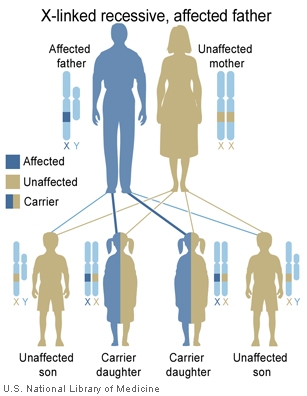 X-linked recessive, affected father
Affected
father
Unaffected
mother
X Y
X X
Affected
Unaffected
Carrier
X Y
X X
X X
X Y
Unaffected
son
Carrier
daughter
Carrier
daughter
Unaffected
son
U.S. National Library of Medicine